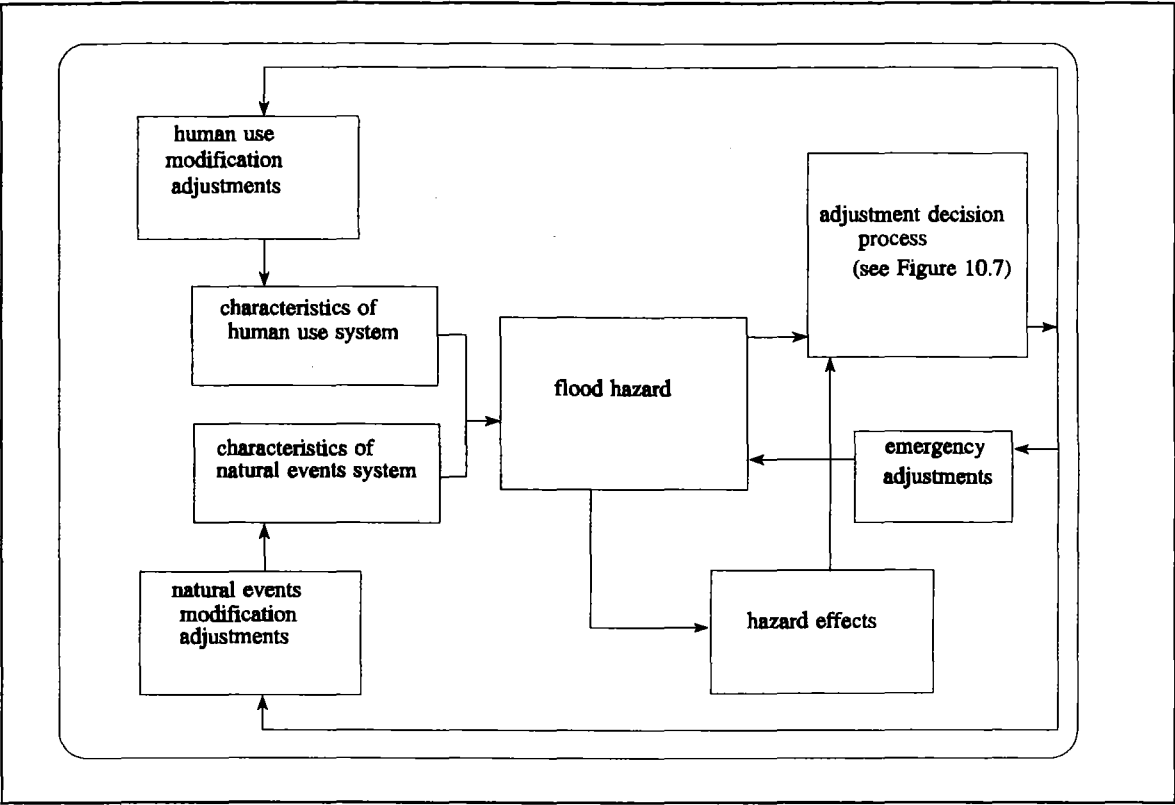 human use
modification
adjustments
characteristics of
human use system
characteristics of
natural events system
natural events
modification
adjustments
flood hazard
adjustment decision
process
(see Figure 10.7)
emergency
adjustments
hazard effects